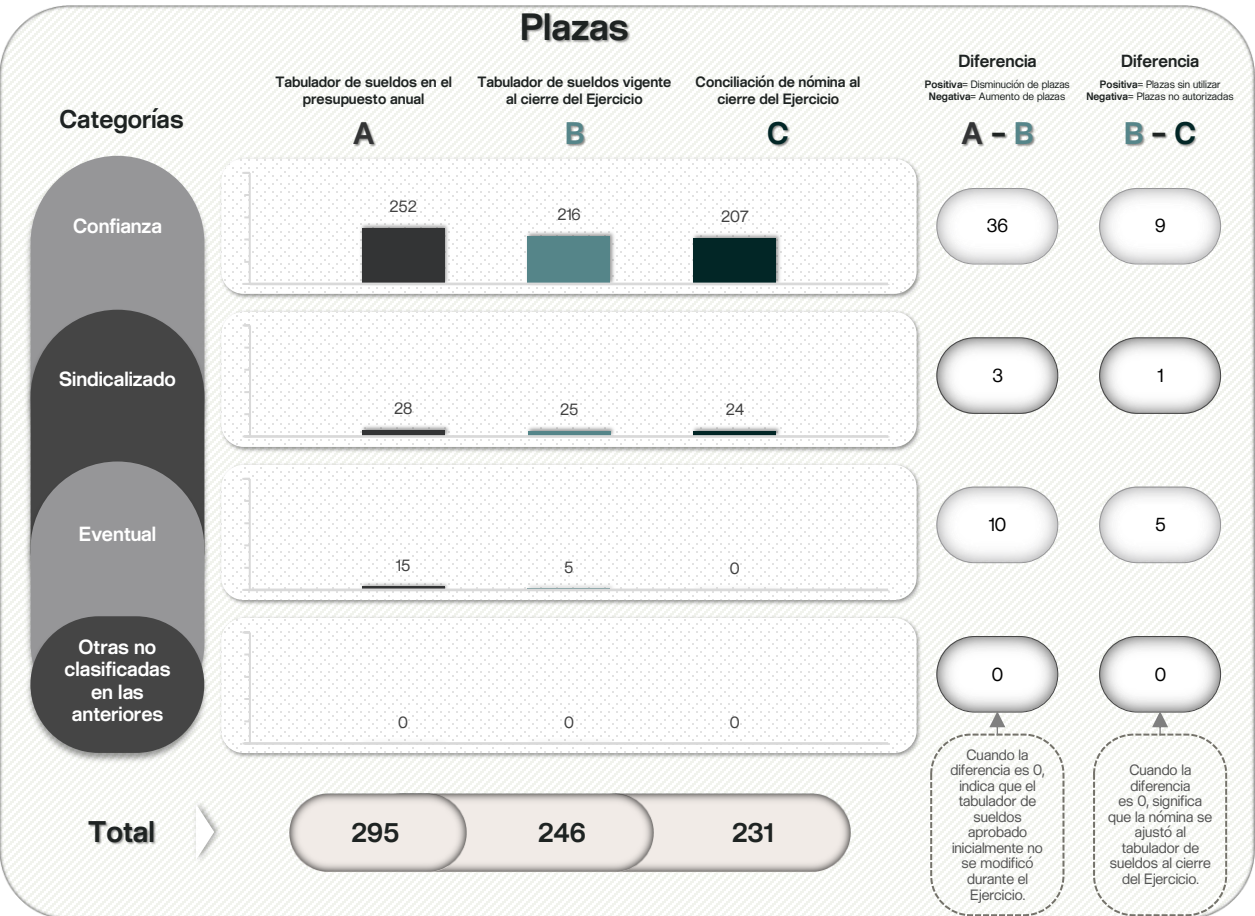 Plazas
Categorías
Tabulador de sueldos en el
presupuesto anual
A
Tabulador de sueldos vigente
al cierre del Ejercicio
B
Conciliación de nómina al
cierre del Ejercicio
C
Diferencia
Positiva= Disminución de plazas
Negativa= Aumento de plazas
A – B
Diferencia
Positiva= Plazas sin utilizar
Negativa= Plazas no autorizadas
B – C
Confianza
252
216
207
36
9
Sindicalizado
28
25
24
3
1
Eventual
15
5
0
10
5
Otras no
clasificadas
en las
anteriores
0
0
0
0
0
Total
295
246
231
Cuando la
diferencia es 0,
indica que el
tabulador de
sueldos
aprobado
inicialmente no
se modificó
durante el
Ejercicio.
Cuando la
diferencia
es 0, significa
que la nómina se
ajustó al
tabulador de
sueldos al cierre
del Ejercicio.